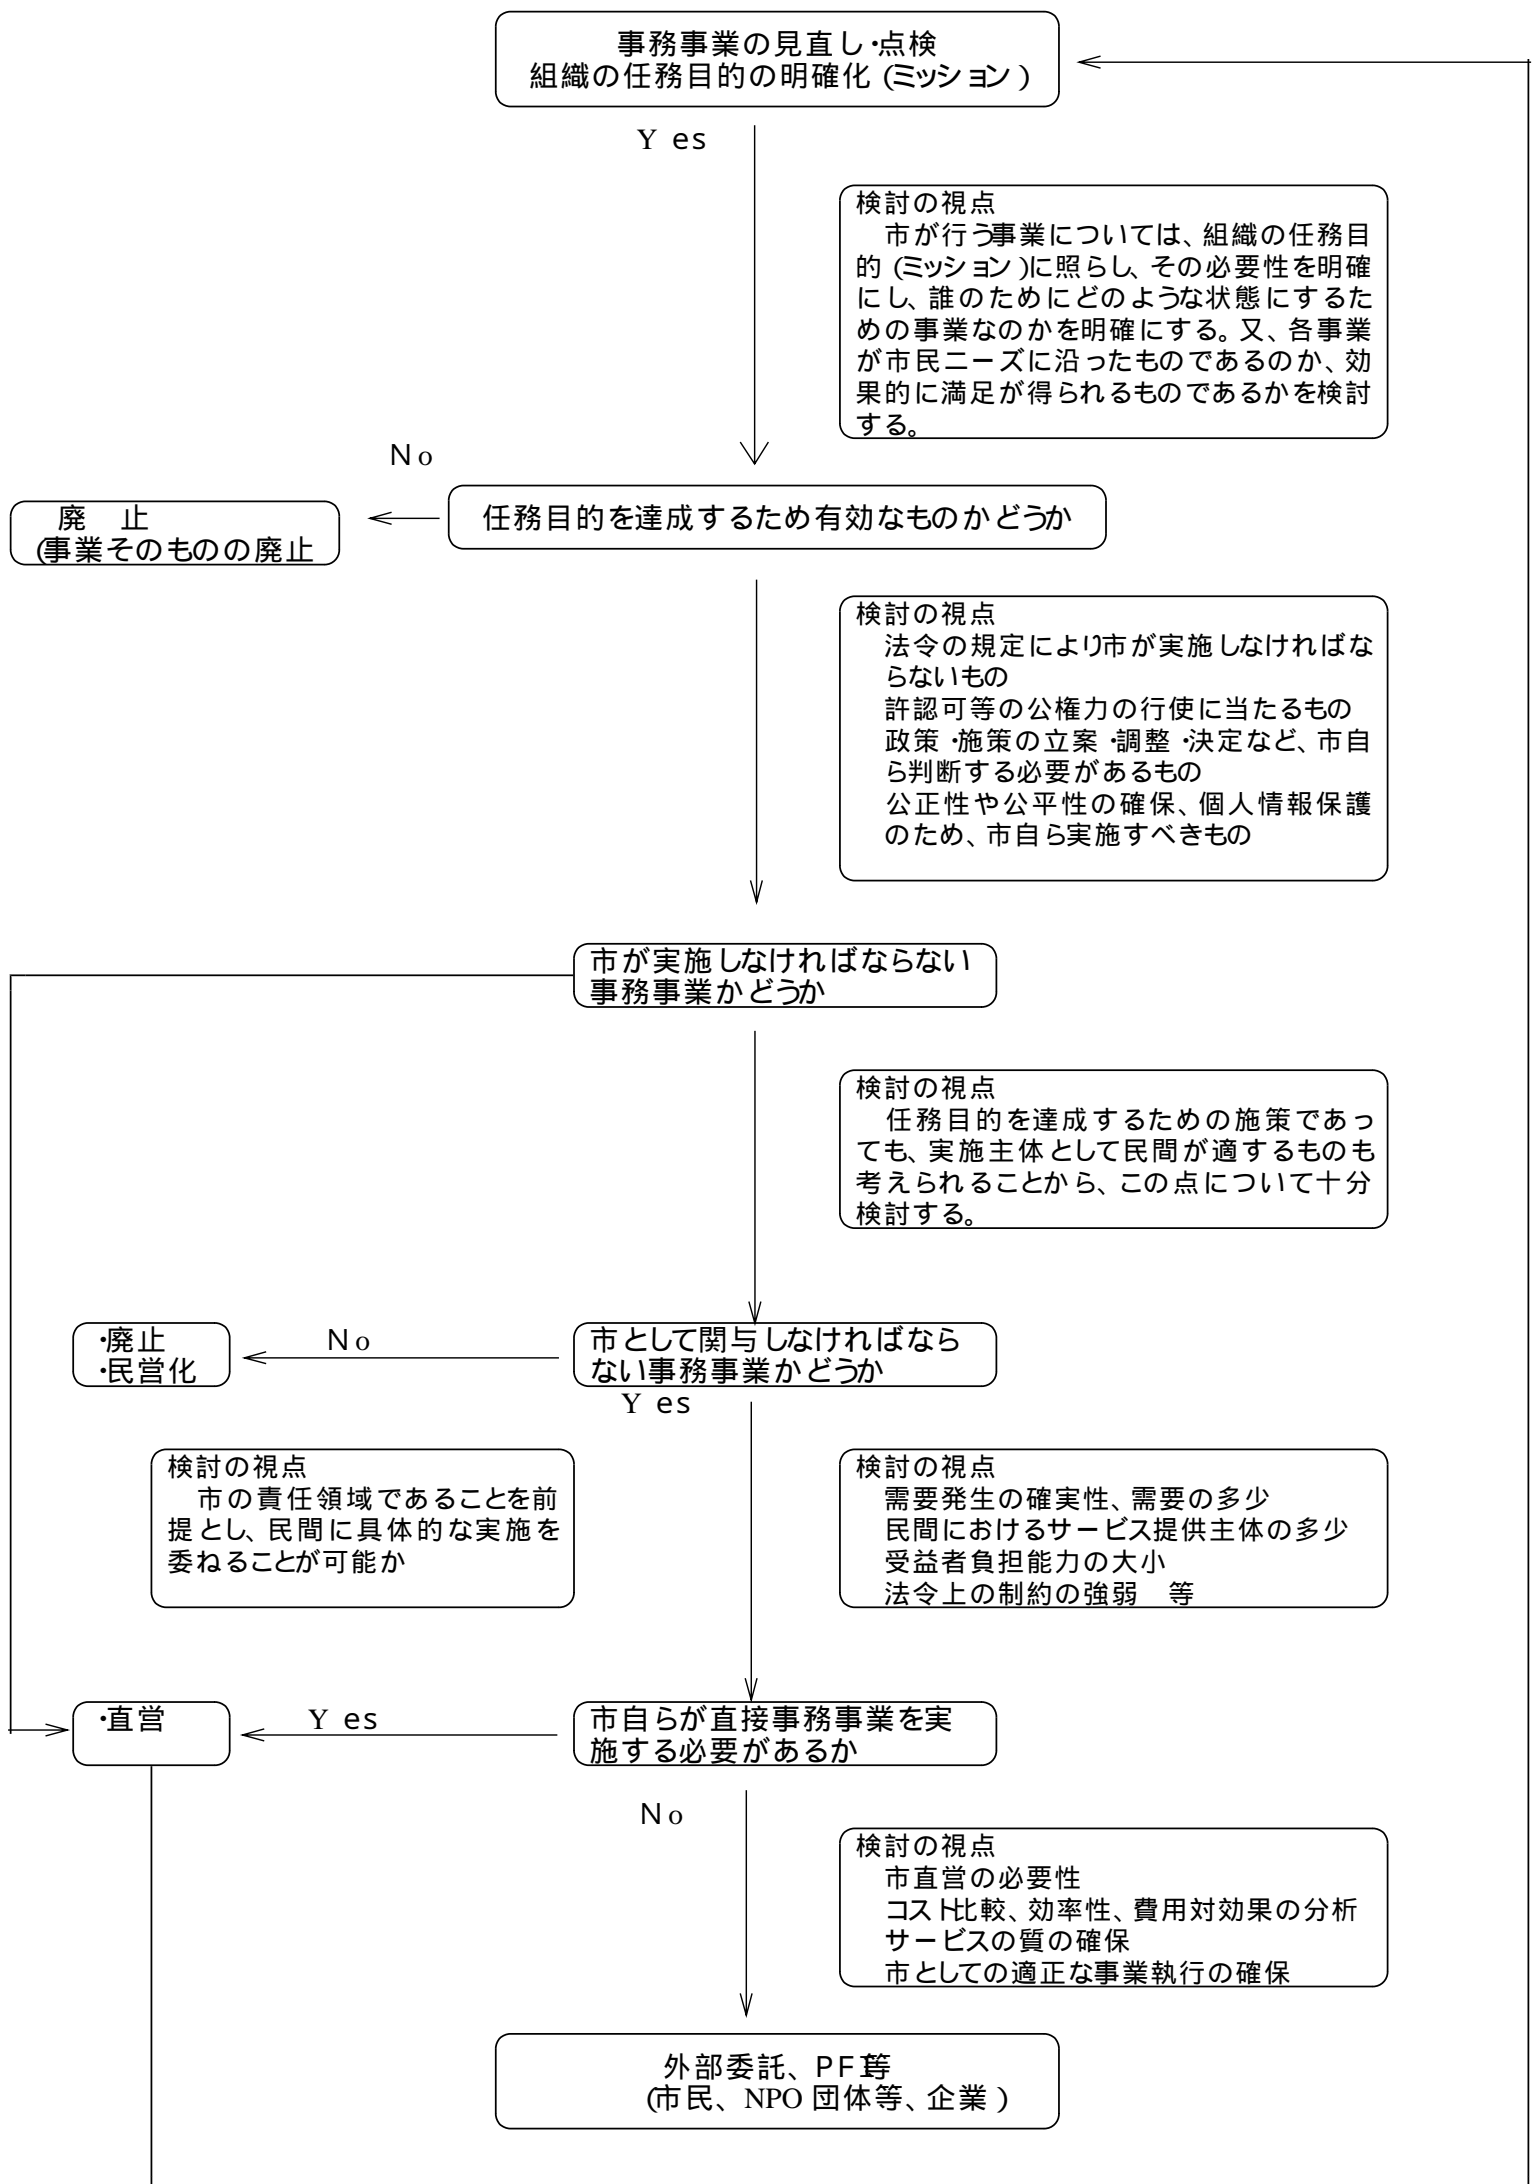 事務事業の見直し・点検
組織の任務目的の明確化(ミッション)
Yes
検討の視点
市が行う事業については、組織の任務目
的(ミッション)に照らし、その必要性を明確
にし、誰のためにどのような状態にするた
めの事業なのかを明確にする。又、各事業
が市民ニーズに沿ったものであるのか、効
果的に満足が得られるものであるかを検討
する。
No
任務目的を達成するため有効なものかどうか
廃 止
(事業そのものの廃止
検討の視点
法令の規定により市が実施しなければな
らないもの
許認可等の公権力の行使に当たるもの
政策・施策の立案・調整・決定など、市自
ら判断する必要があるもの
公正性や公平性の確保、個人情報保護
のため、市自ら実施すべきもの
市が実施しなければならない
事務事業かどうか
検討の視点
任務目的を達成するための施策であっ
ても、実施主体として民間が適するものも
考えられることから、この点について十分
検討する。
市として関与しなければなら
ない事務事業かどうか
No
・廃止
・民営化
Yes
検討の視点
市の責任領域であることを前
提とし、民間に具体的な実施を
委ねることが可能か
検討の視点
需要発生の確実性、需要の多少
民間におけるサービス提供主体の多少
受益者負担能力の大小
法令上の制約の強弱 等
市自らが直接事務事業を実
施する必要があるか
Yes
・直営
No
検討の視点
市直営の必要性
コスト比較、効率性、費用対効果の分析
サービスの質の確保
市としての適正な事業執行の確保
外部委託、PFI等
(市民、NPO団体等、企業)